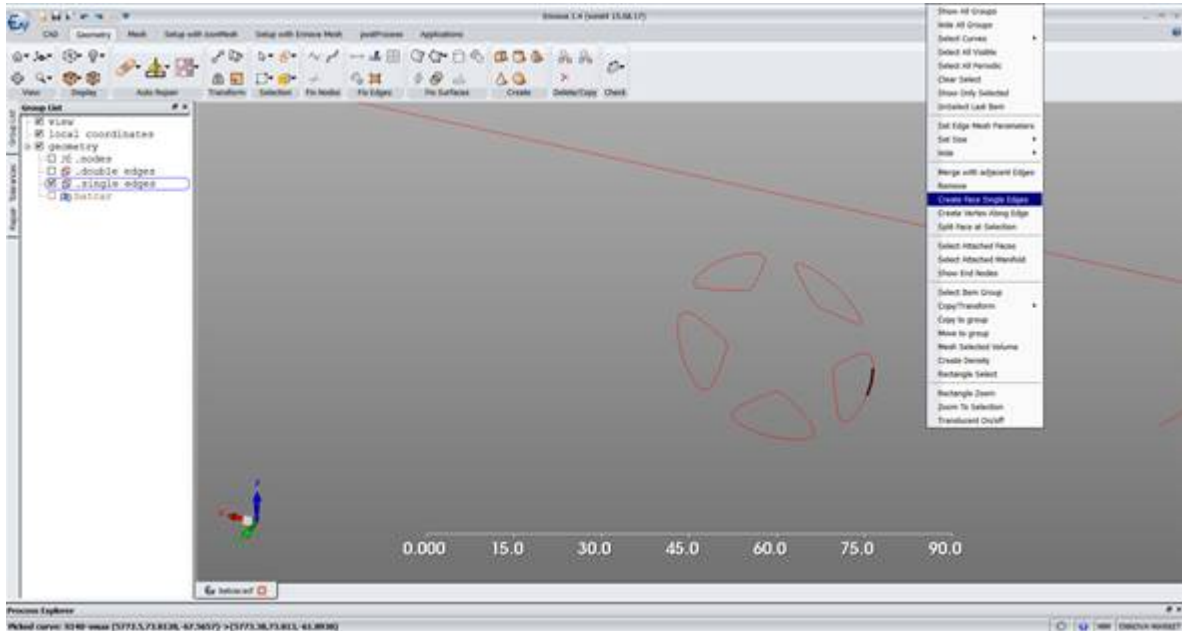 CAD
Geometry
Mesh
Applications
View
Display
Auto Repair
Transform
Selection
Fix Nodes
Fix Edges
Fix Surfaces
Create
Delete/Copy
Check
Group List
view
local coordinates
geometry
.nodes
.double edges
.single edges
batcar
Group List
Tolerances
Repair
Show All Groups
Hide All Groups
Select Curves
Select All Visible
Select All Periodic
Clear Select
Show Only Selected
UnSelect Last Item
Set Edge Mesh Parameters
Set Size
Hide
Merge with adjacent Edges
Remove
Create Face Single Edges
Create Vertex Along Edge
Split Face at Selection
Select Attached Faces
Select Attached Manifold
Show End Nodes
Select Item Group
Copy/Transform
Copy to group
Move to group
Mesh Selected Volume
Create Density
Rectangle Select
Rectangle Zoom
Zoom To Selection
Translucent On/off
0.000 15.0 30.0 45.0 60.0 75.0 90.0
Process Explorer